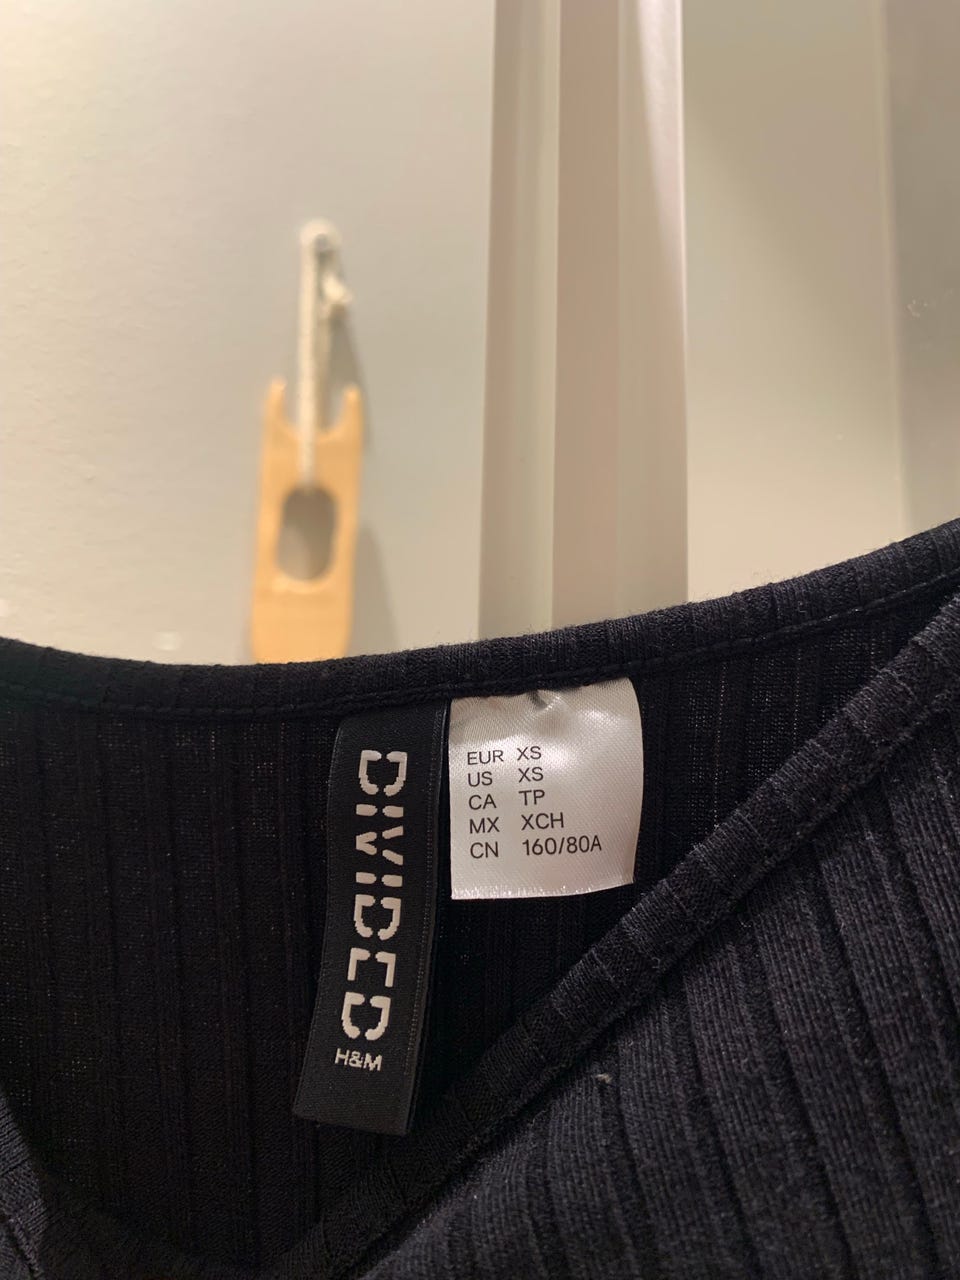 DIVIDED
H&M
EUR XS
US XS
CA TP
MX XCH
CN 160/80A